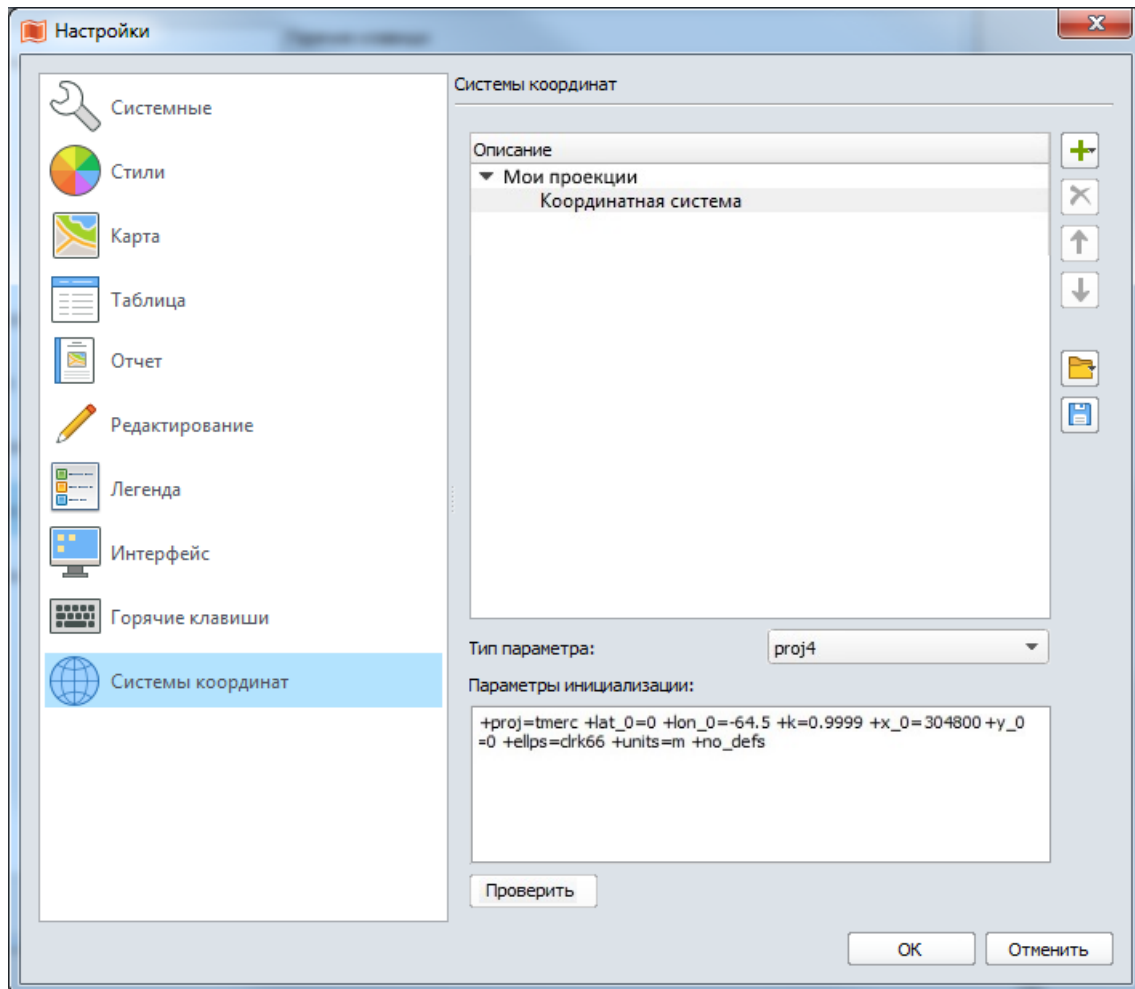 Настройки
Системные
Стили
Карта
Таблица
Отчет
Редактирование
Легенда
Интерфейс
Горячие клавиши
Системы координат
Системы координат
Описание
Мои проекции
Координатная система
Тип параметра:
proj4
Параметры инициализации:
+proj=tmerc +lat_0=0 +lon_0=-64.5 +k=0.9999 +x_0=304800 +y_0
=0 +ellps=clrk66 +units=m +no_defs
Проверить
OK
Отменить